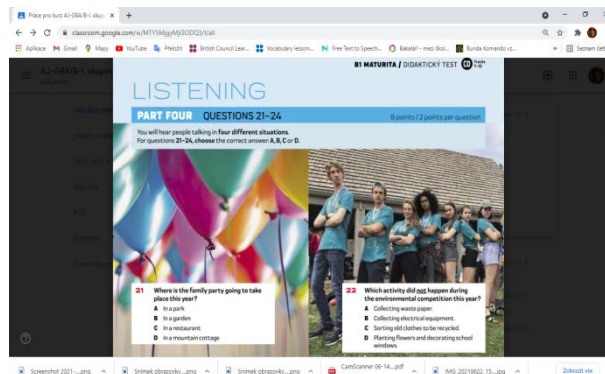 Práce pro kurz AJ-G8A/B-I. skup
classroom.google.com/w/MTY5MjgyMjI3ODQ3/t/all
Aplikace
Gmail
Mapy
YouTube
Překlad
British Council Lear...
Vocabulary lesson...
Free Text to Speech...
Bakaláři - mezi škol...
Bunda Komando
Seznam
AJ-G8A/B-I. skupina
B1 MATURITA / DIDAKTICKÝ TEST CD
LISTENING
PART FOUR QUESTIONS 21–24 8 points / 2 points per question
You will hear people talking in four different situations.
For questions 21–24, choose the correct answer A, B, C or D.
21 Where is the family party going to take
place this year?
A In a park
B In a garden
C In a restaurant
D In a mountain cottage
22 Which activity did not happen during
the environmental competition this year?
A Collecting waste paper.
B Collecting electrical equipment.
C Sorting old clothes to be recycled.
D Planting flowers and decorating school
windows
Screenshot 2021-....png
Snímek obrazovky....png
Snímek obrazovky....png
CamScanner 06-14....pdf
IMG_20210622_15....jpg
Zobrazit vše